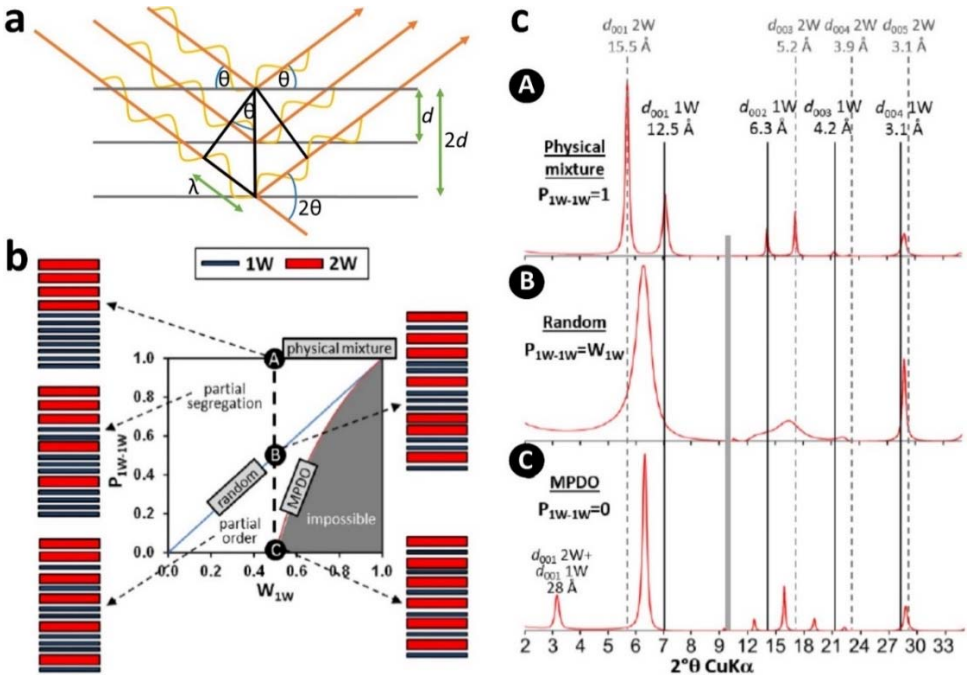 a
θ
θ
θ
λ
2θ
d
2d
b
1W
2W
P1W-1W
1.0
0.8
0.6
0.4
0.2
0.0
0.0
0.2
0.4
0.6
0.8
1.0
W1W
A
B
C
physical mixture
partial
segregation
random
MPDO
partial
order
impossible
c
d001 2W
15.5 Å
d003 2W
5.2 Å
d004 2W
3.9 Å
d005 2W
3.1 Å
A
d001 1W
12.5 Å
d002 1W
6.3 Å
d003 1W
4.2 Å
d004 1W
3.1Å
Physical
mixture
P1W-1W=1
B
Random
P1W-1W=W1W
C
MPDO
P1W-1W=0
d001 2W+
d001 1W
28 Å
2 3 4 5 6 7 8 9 12 15 18 21 24 27 30 33
2°θ CuKα